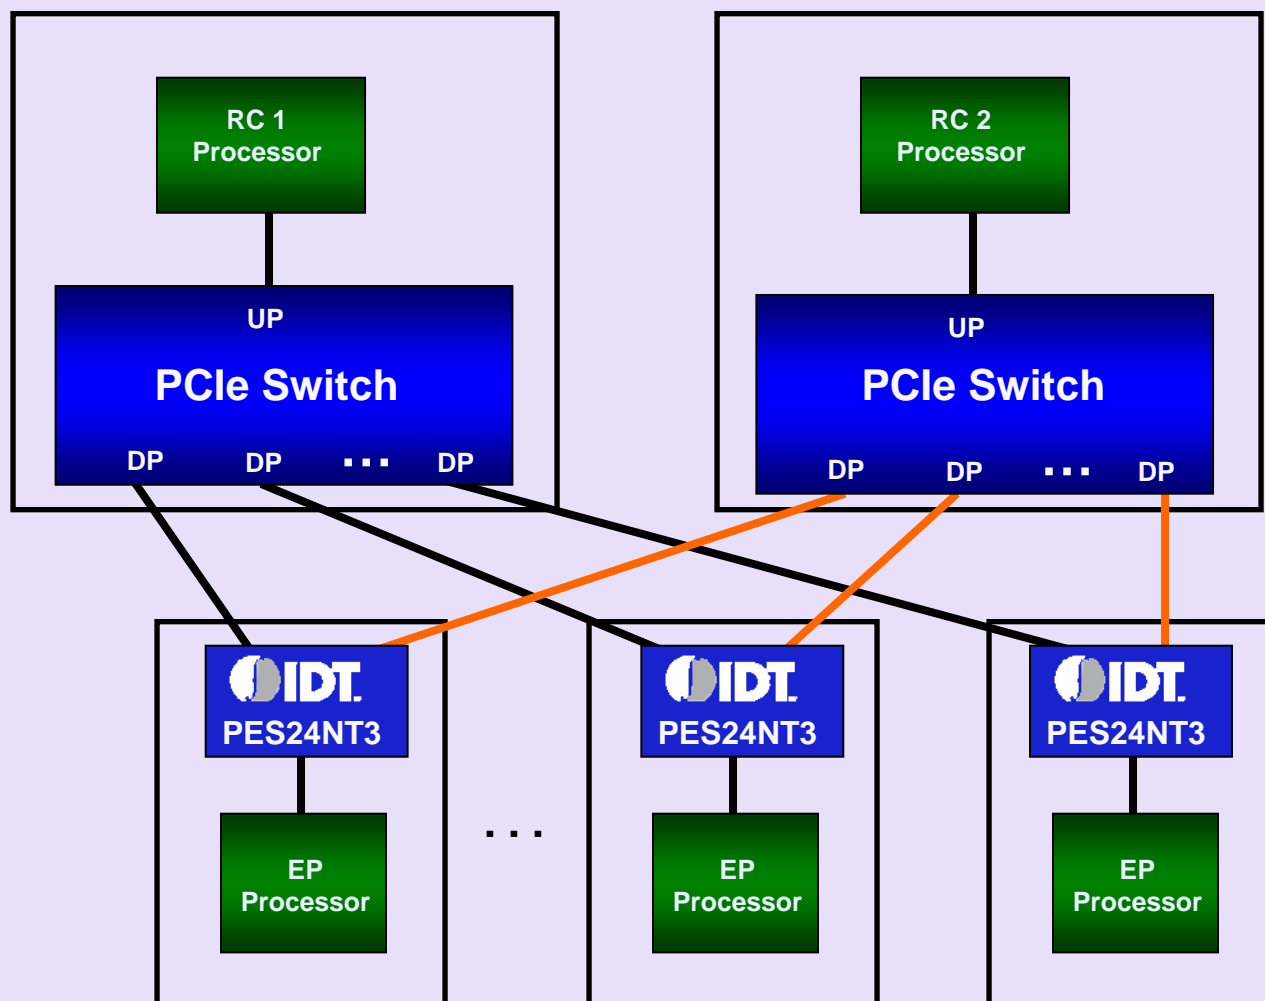 RC 1
Processor
RC 2
Processor
UP
PCIe Switch
DP DP ... DP
UP
PCIe Switch
DP DP ... DP
IDT.
PES24NT3
IDT.
PES24NT3
IDT.
PES24NT3
EP
Processor
...
EP
Processor
EP
Processor